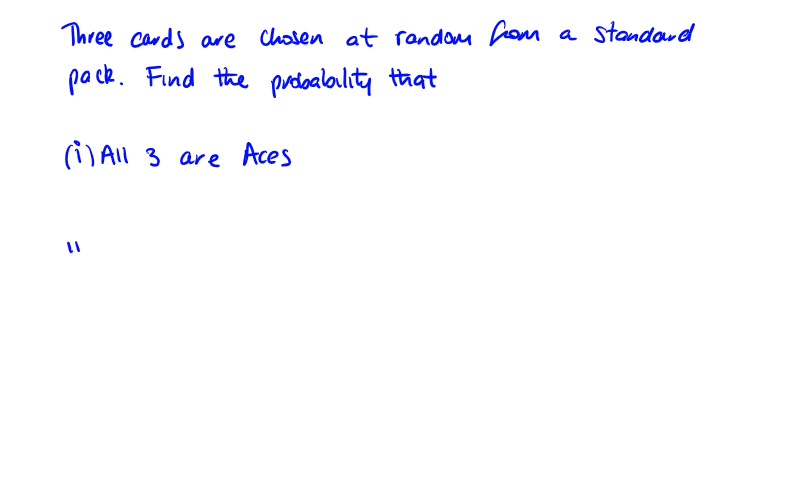 Three cards are chosen at random from a standard
pack. Find the probability that
(i) All 3 are Aces
"